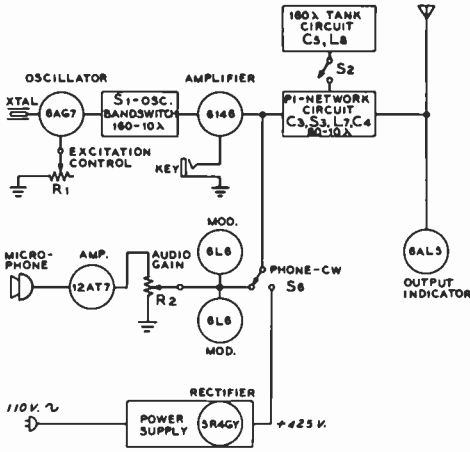 160λ TANK
CIRCUIT
C5, L8
S2
OSCILLATOR
AMPLIFIER
XTAL
6AG7
S1-OSC.
BANDSWITCH
160-10λ
6146
PI-NETWORK
CIRCUIT
C3, S3, L7, C4
80-10λ
EXCITATION
CONTROL
R1
KEY
MOD.
MICRO-
PHONE
AMP.
12AT7
AUDIO
GAIN
R2
6L6
6L6
MOD.
PHONE-CW
S6
6AL5
OUTPUT
INDICATOR
RECTIFIER
110V. ~
POWER
SUPPLY
5R4GY
+425V.